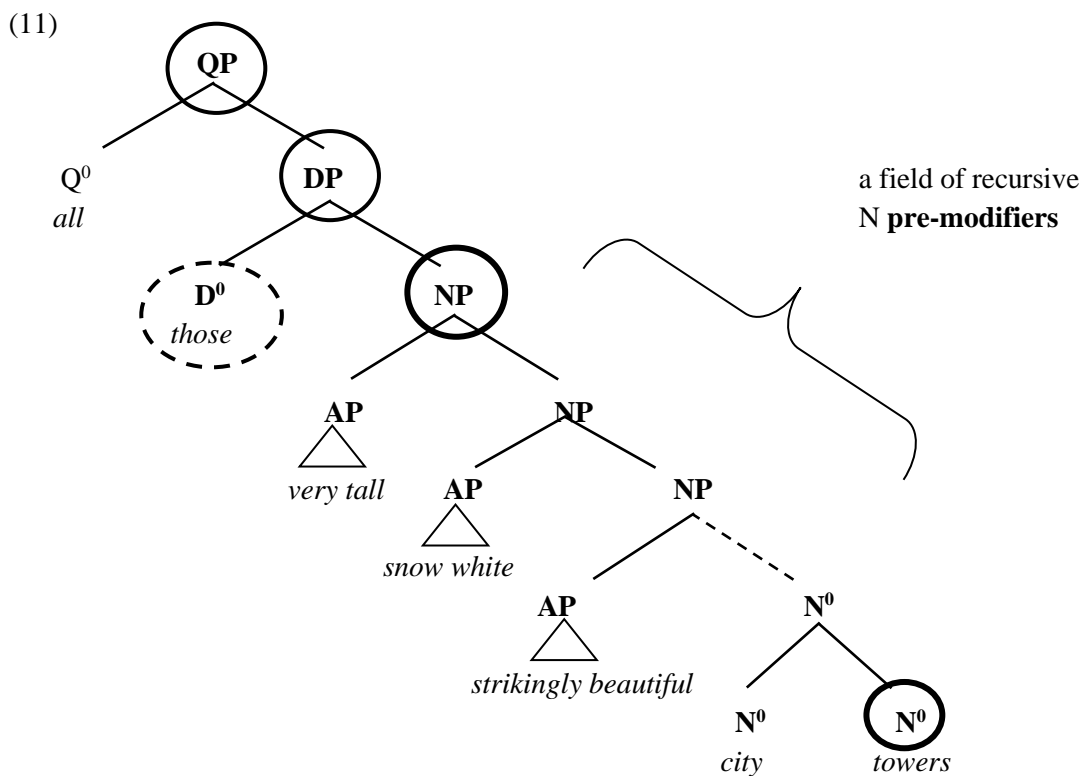 (11)
QP
Q⁰
all
DP
a field of recursive
N pre-modifiers
D⁰
those
NP
AP
very tall
NP
AP
snow white
NP
AP
strikingly beautiful
N⁰
N⁰
city
N⁰
towers